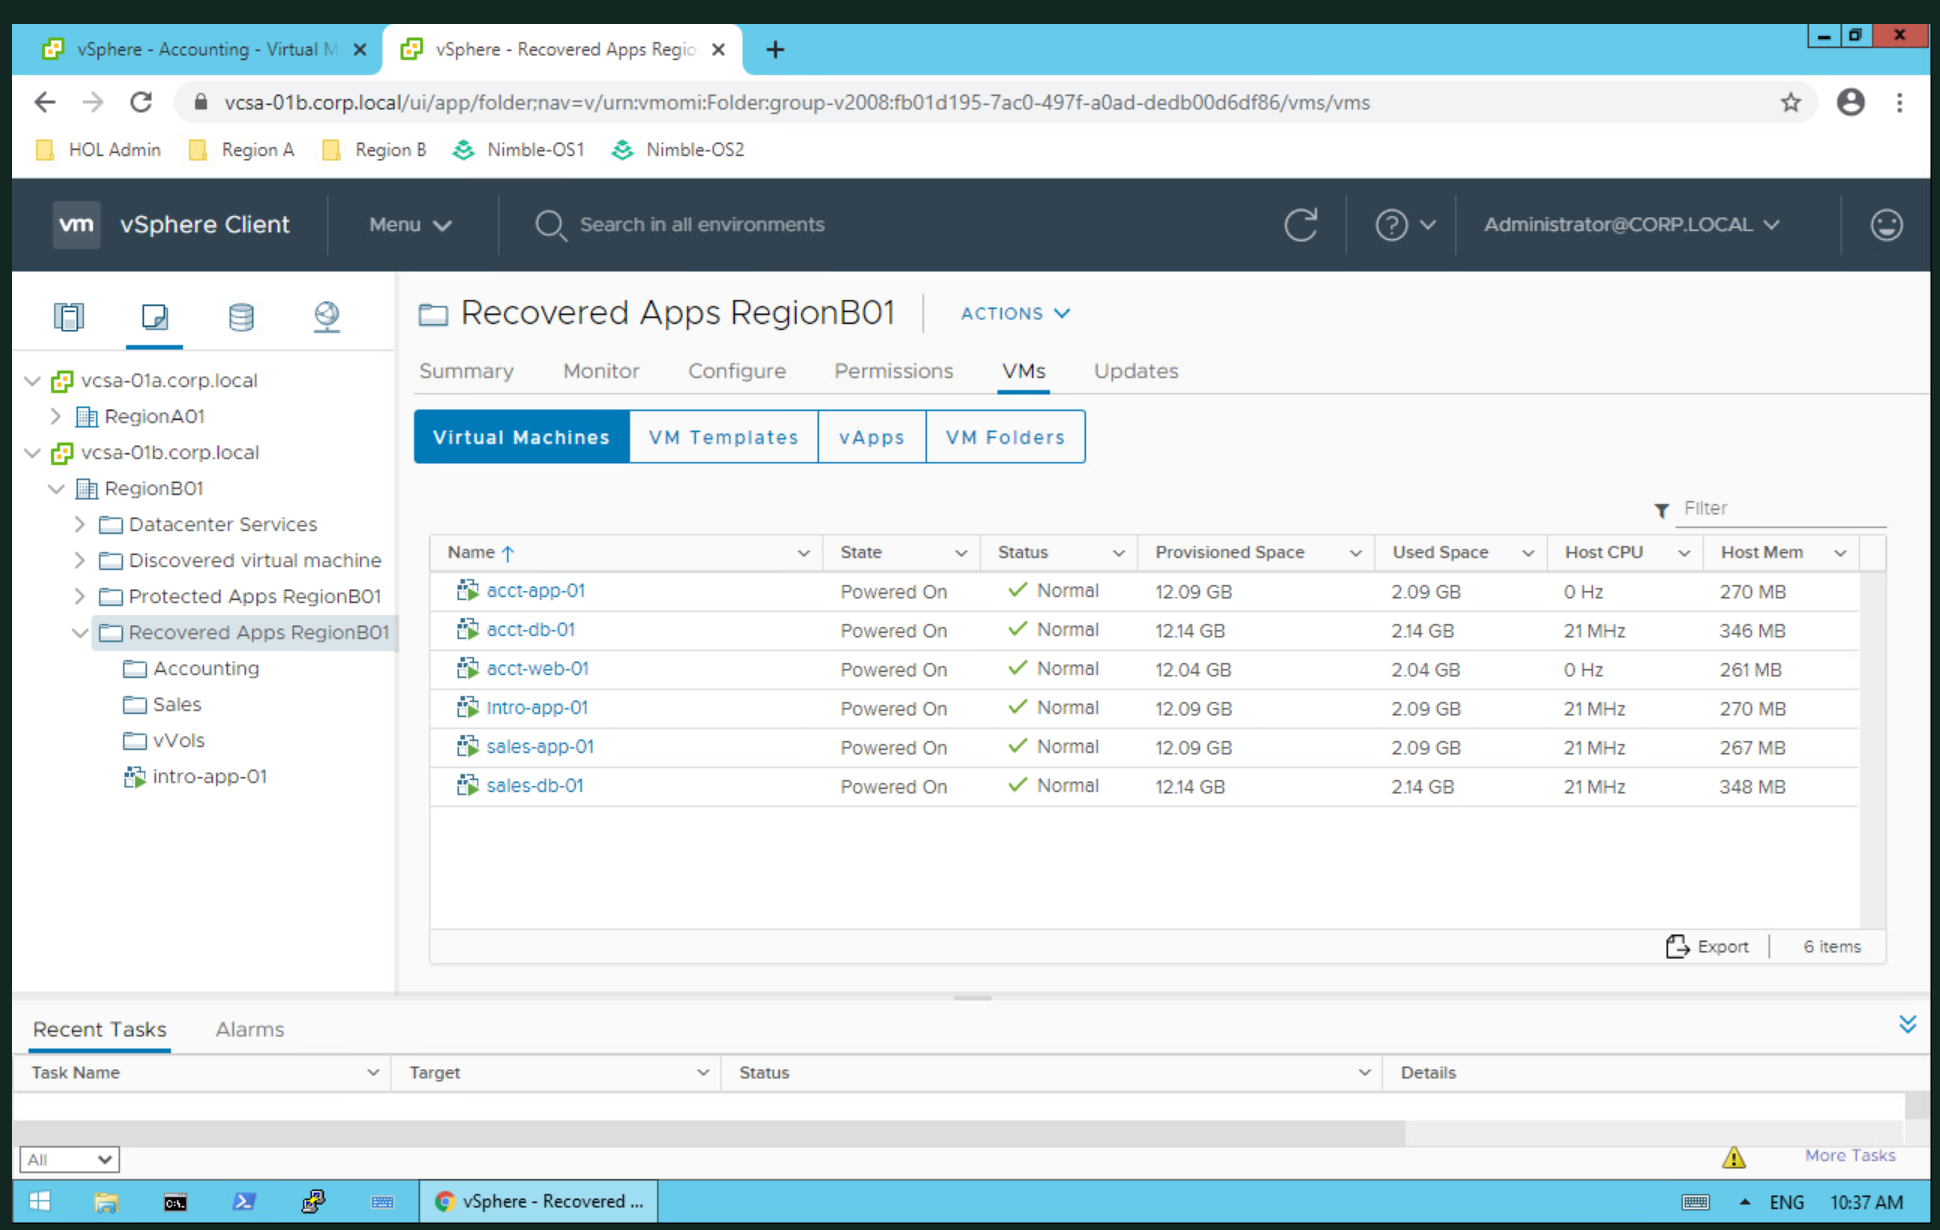 vSphere - Accounting - Virtual M
vSphere - Recovered Apps Regio
vcsa-01b.corp.local/ui/app/folder;nav=v/urn:vmomi:Folder:group-v2008:fb01d195-7ac0-497f-a0ad-dedb00d6df86/vms/vms
HOL Admin Region A Region B Nimble-OS1 Nimble-OS2
vm vSphere Client Menu Search in all environments Administrator@CORP.LOCAL
vcsa-01a.corp.local
RegionA01
vcsa-01b.corp.local
RegionB01
Datacenter Services
Discovered virtual machine
Protected Apps RegionB01
Recovered Apps RegionB01
Accounting
Sales
vVols
intro-app-01
Recovered Apps RegionB01 ACTIONS
Summary Monitor Configure Permissions VMs Updates
Virtual Machines VM Templates vApps VM Folders
Filter
Name State Status Provisioned Space Used Space Host CPU Host Mem
acct-app-01 Powered On Normal 12.09 GB 2.09 GB 0 Hz 270 MB
acct-db-01 Powered On Normal 12.14 GB 2.14 GB 21 MHz 346 MB
acct-web-01 Powered On Normal 12.04 GB 2.04 GB 0 Hz 261 MB
intro-app-01 Powered On Normal 12.09 GB 2.09 GB 21 MHz 270 MB
sales-app-01 Powered On Normal 12.09 GB 2.09 GB 21 MHz 267 MB
sales-db-01 Powered On Normal 12.14 GB 2.14 GB 21 MHz 348 MB
Export 6 items
Recent Tasks Alarms
Task Name Target Status Details
All More Tasks
vSphere - Recovered ... ENG 10:37 AM